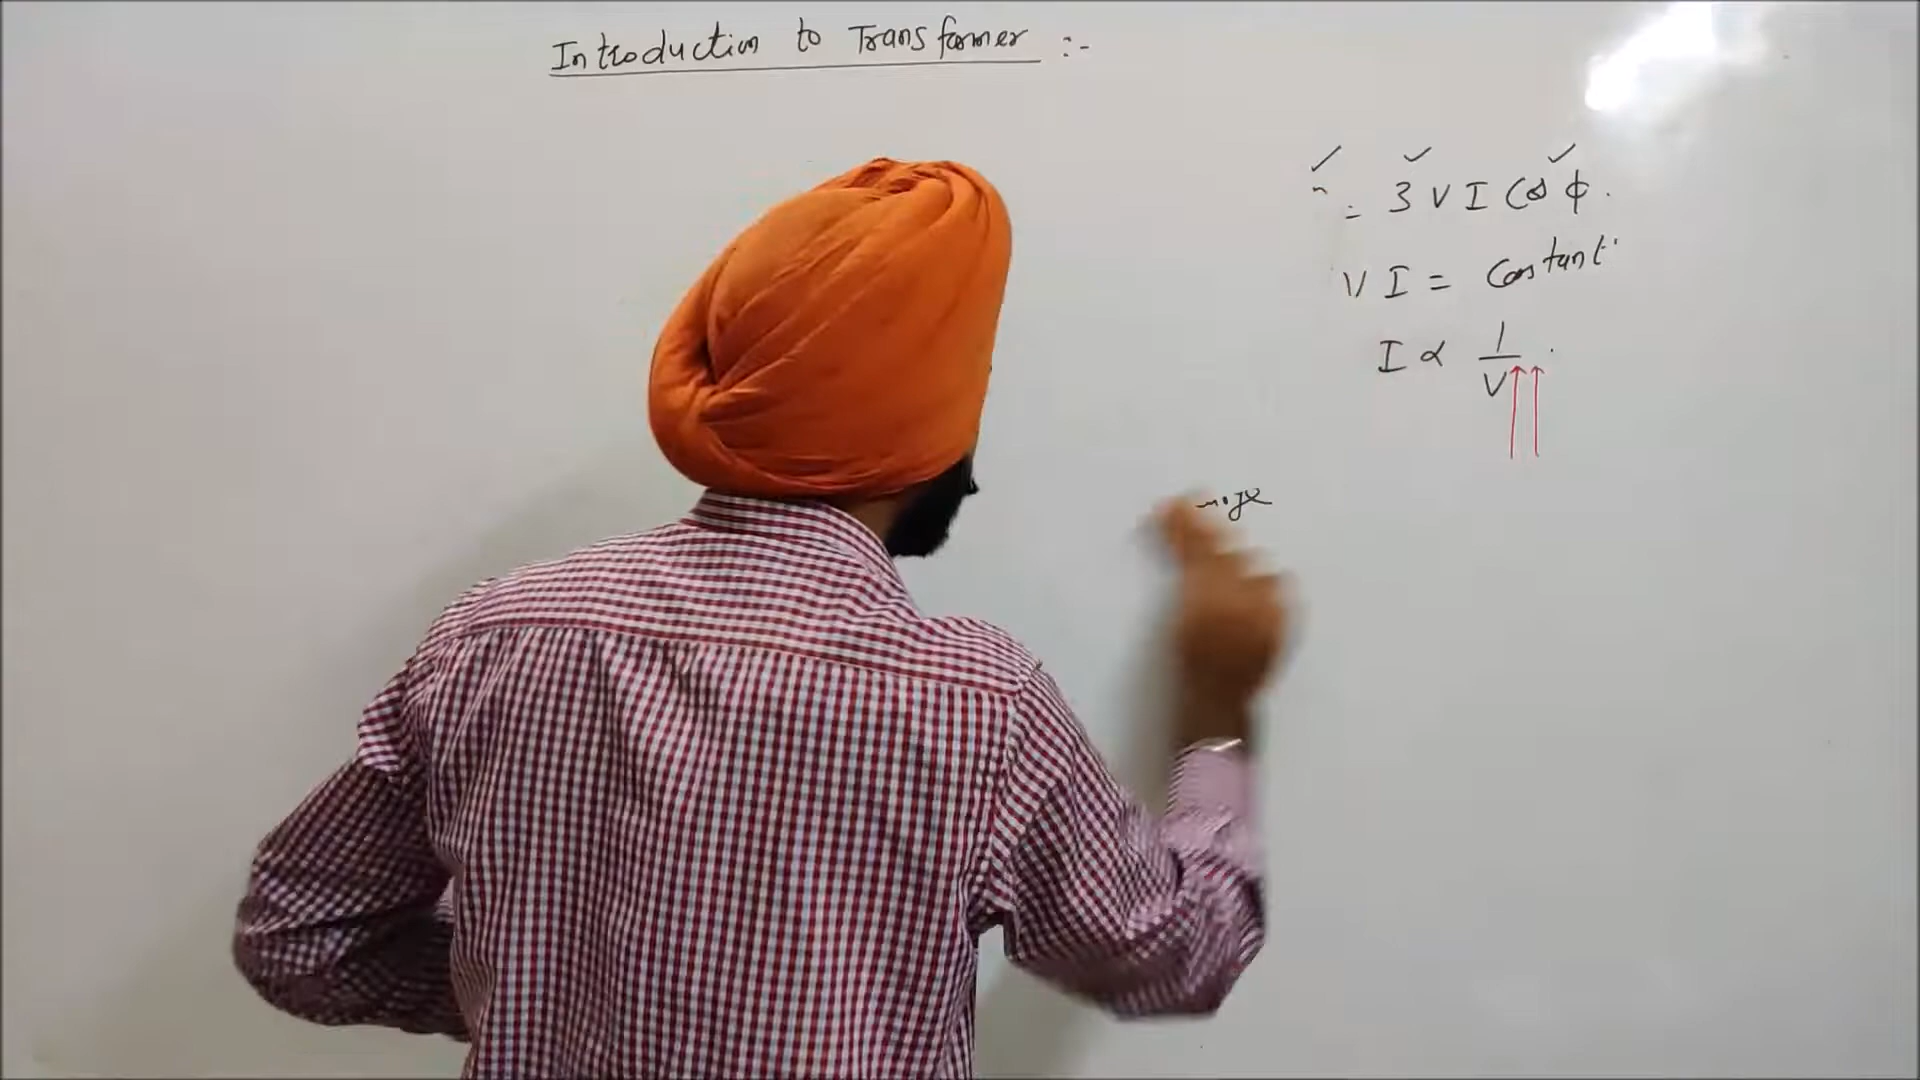 Introduction to Transformer :-
= 3 V I Cos φ.
V I = Constant
I ∝ 1/V ↑↑